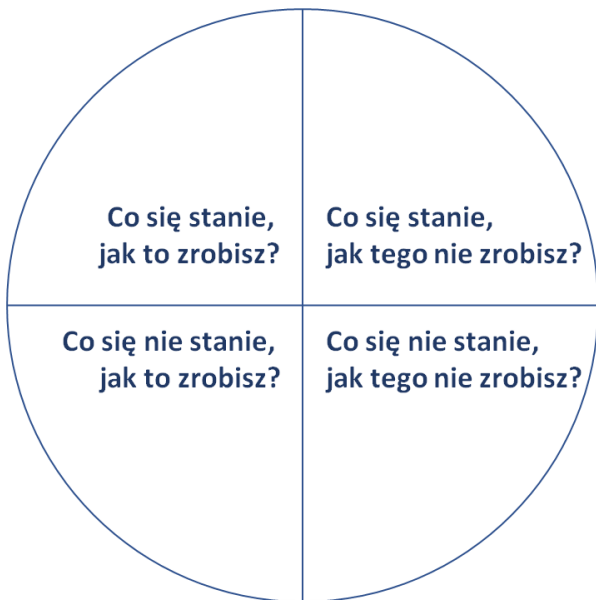 Co się stanie,
jak to zrobisz?
Co się stanie,
jak tego nie zrobisz?
Co się nie stanie,
jak to zrobisz?
Co się nie stanie,
jak tego nie zrobisz?